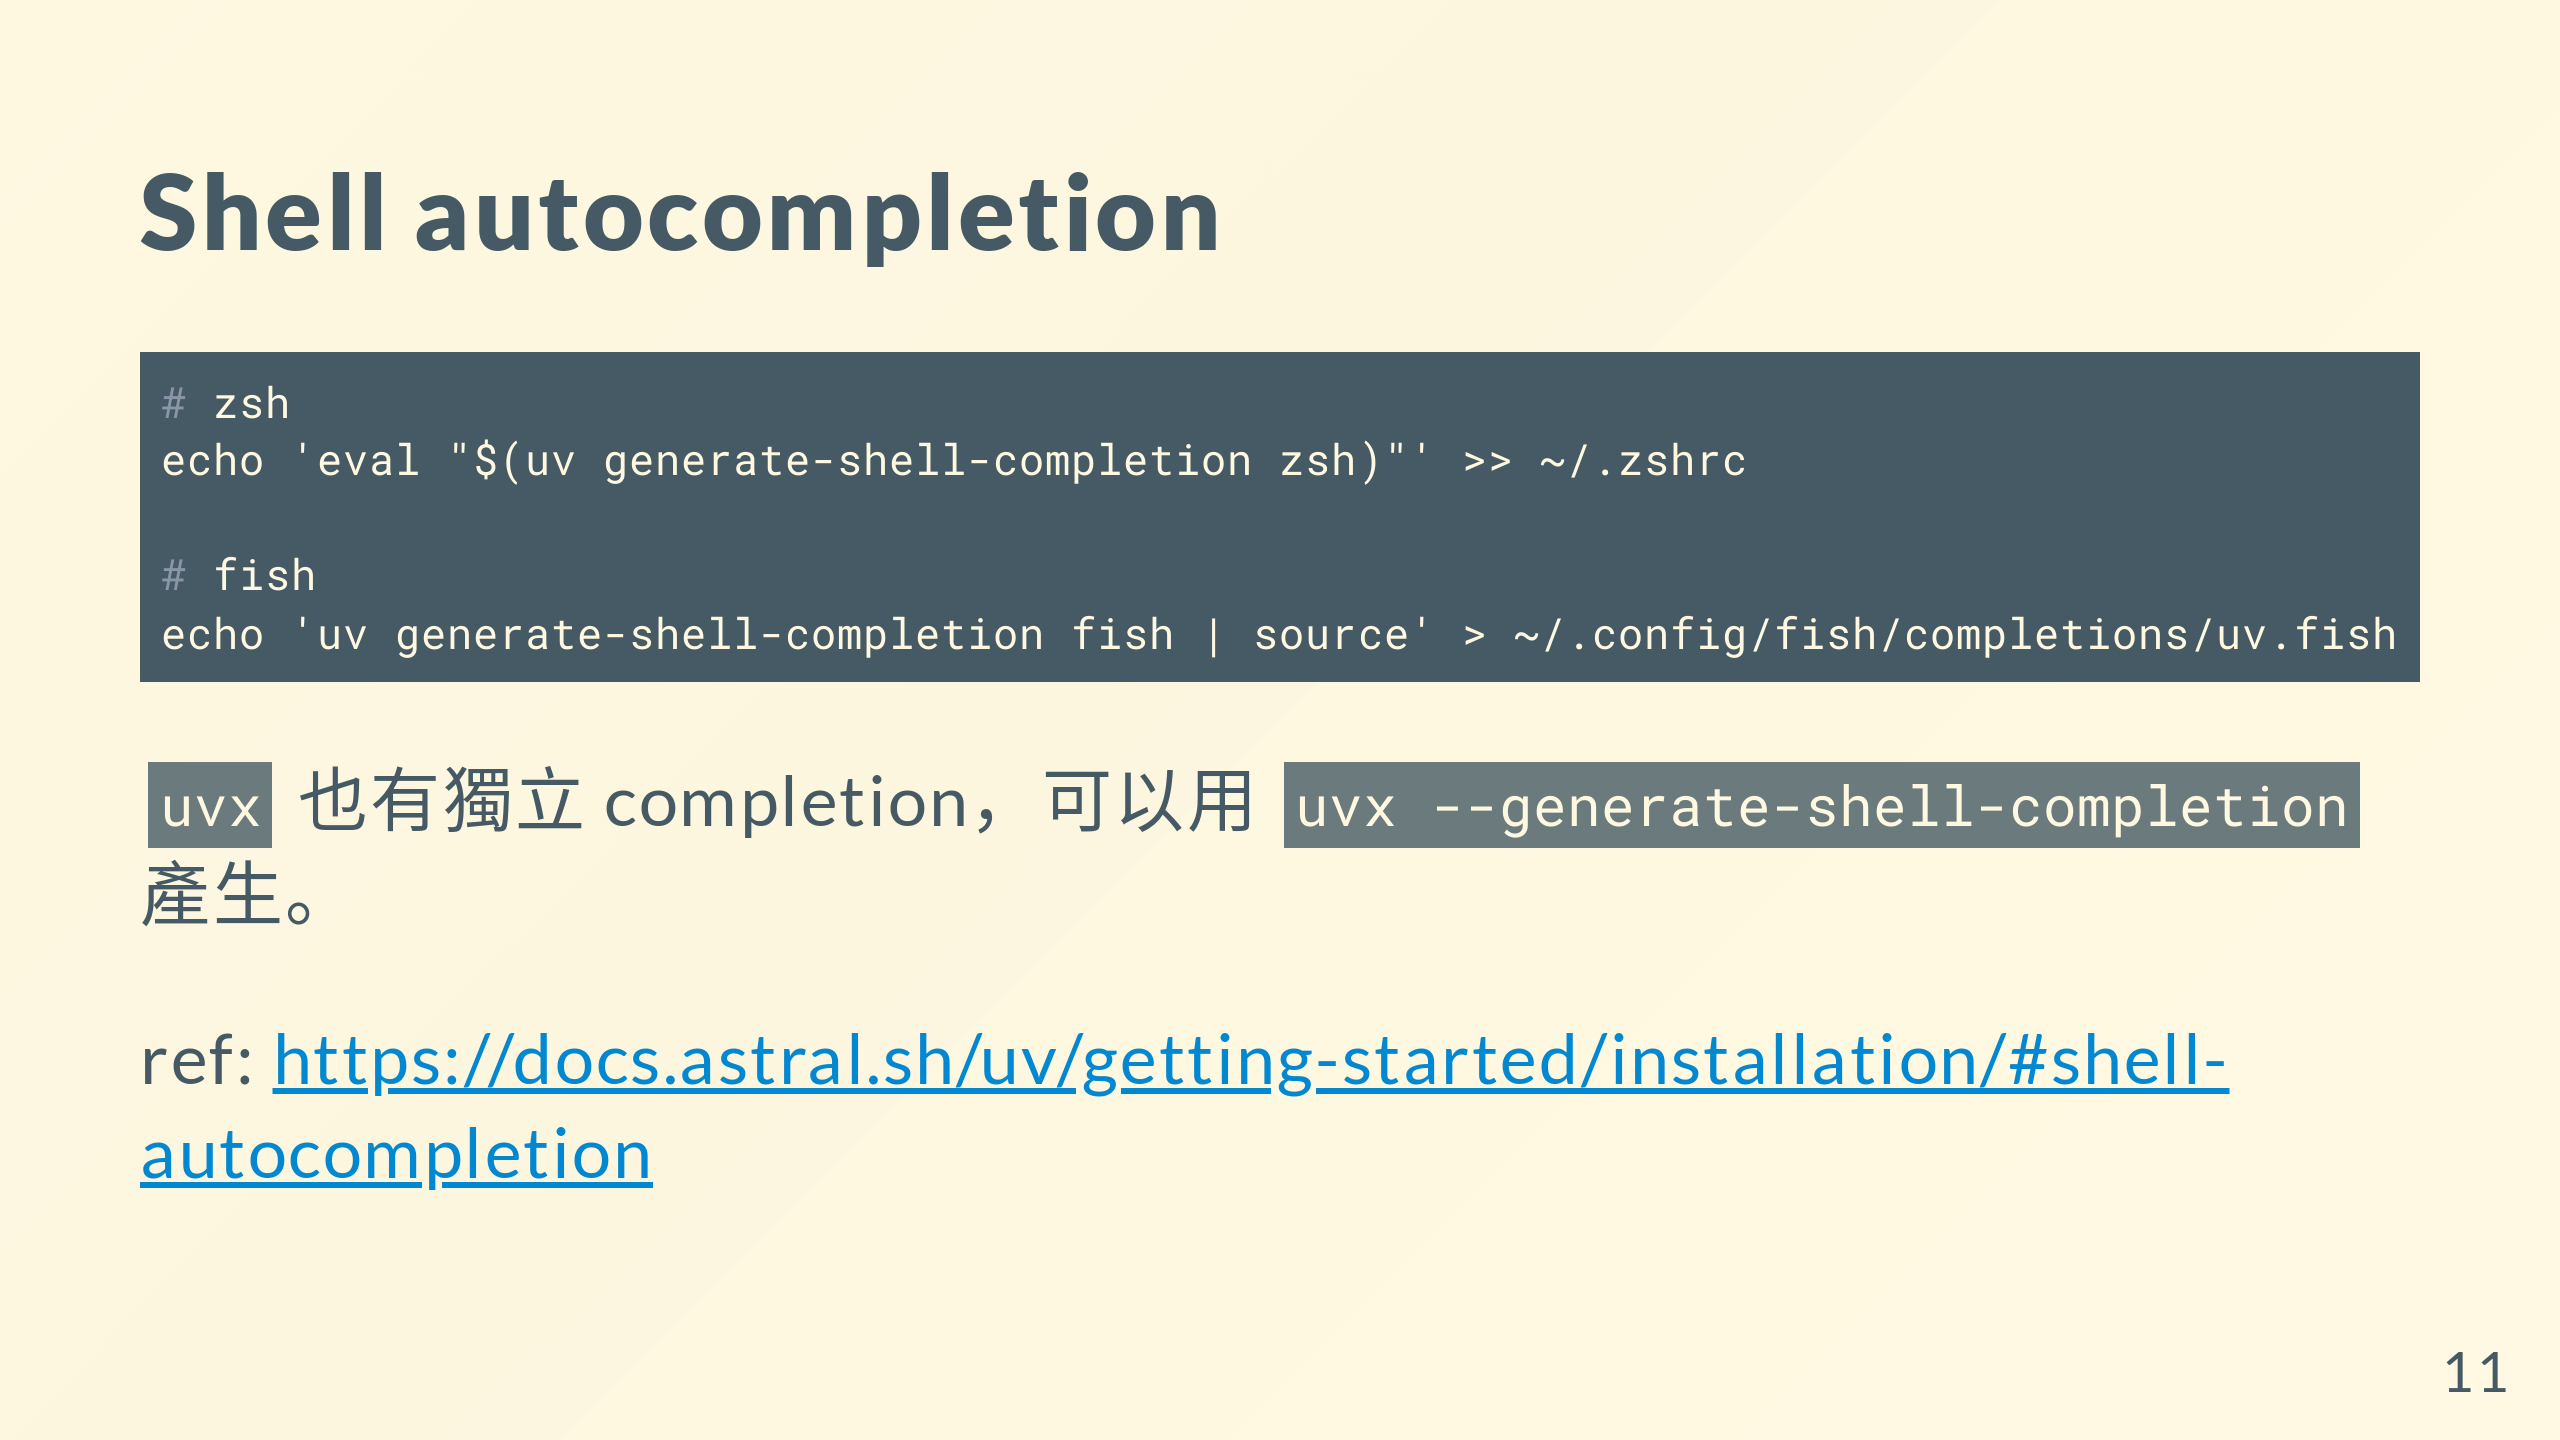 Shell autocompletion
# zsh
echo 'eval "$(uv generate-shell-completion zsh)"' >> ~/.zshrc
# fish
echo 'uv generate-shell-completion fish | source' > ~/.config/fish/completions/uv.fish
uvx 也有獨立 completion，可以用 uvx --generate-shell-completion
產生。
ref: https://docs.astral.sh/uv/getting-started/installation/#shell-
autocompletion
11